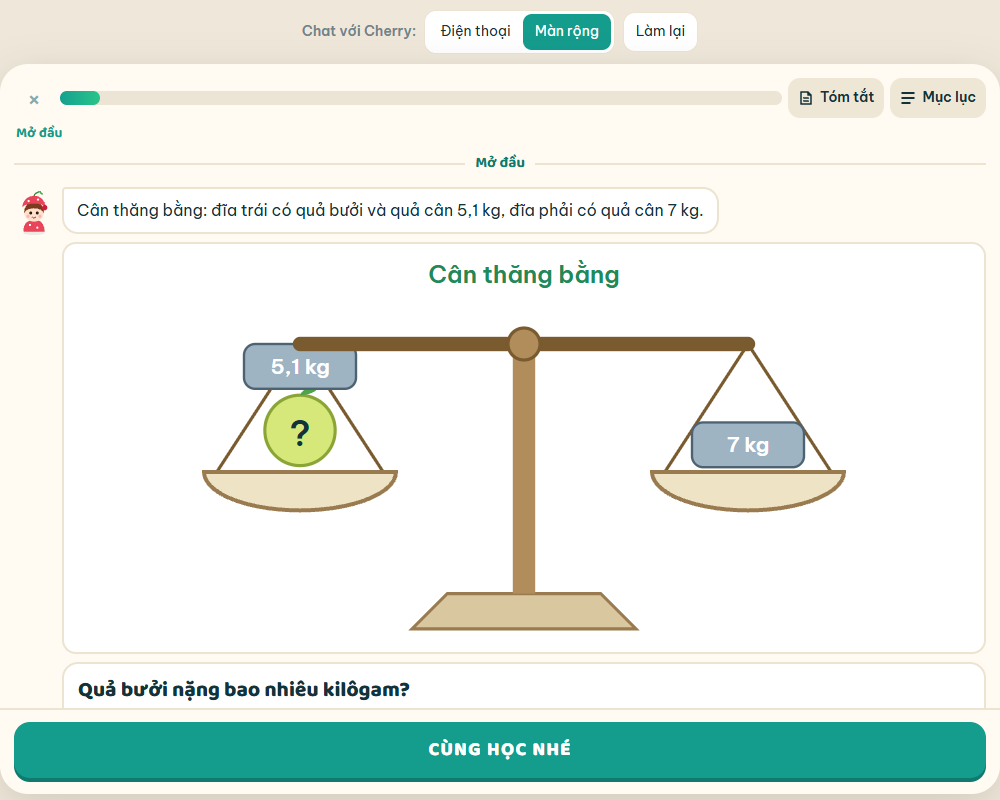 Chat với Cherry: Điện thoại Màn rộng Làm lại
× Tóm tắt Mục lục
Mở đầu
Mở đầu
Cân thăng bằng: đĩa trái có quả bưởi và quả cân 5,1 kg, đĩa phải có quả cân 7 kg.
Cân thăng bằng
5,1 kg
?
7 kg
Quả bưởi nặng bao nhiêu kilôgam?
CÙNG HỌC NHÉ